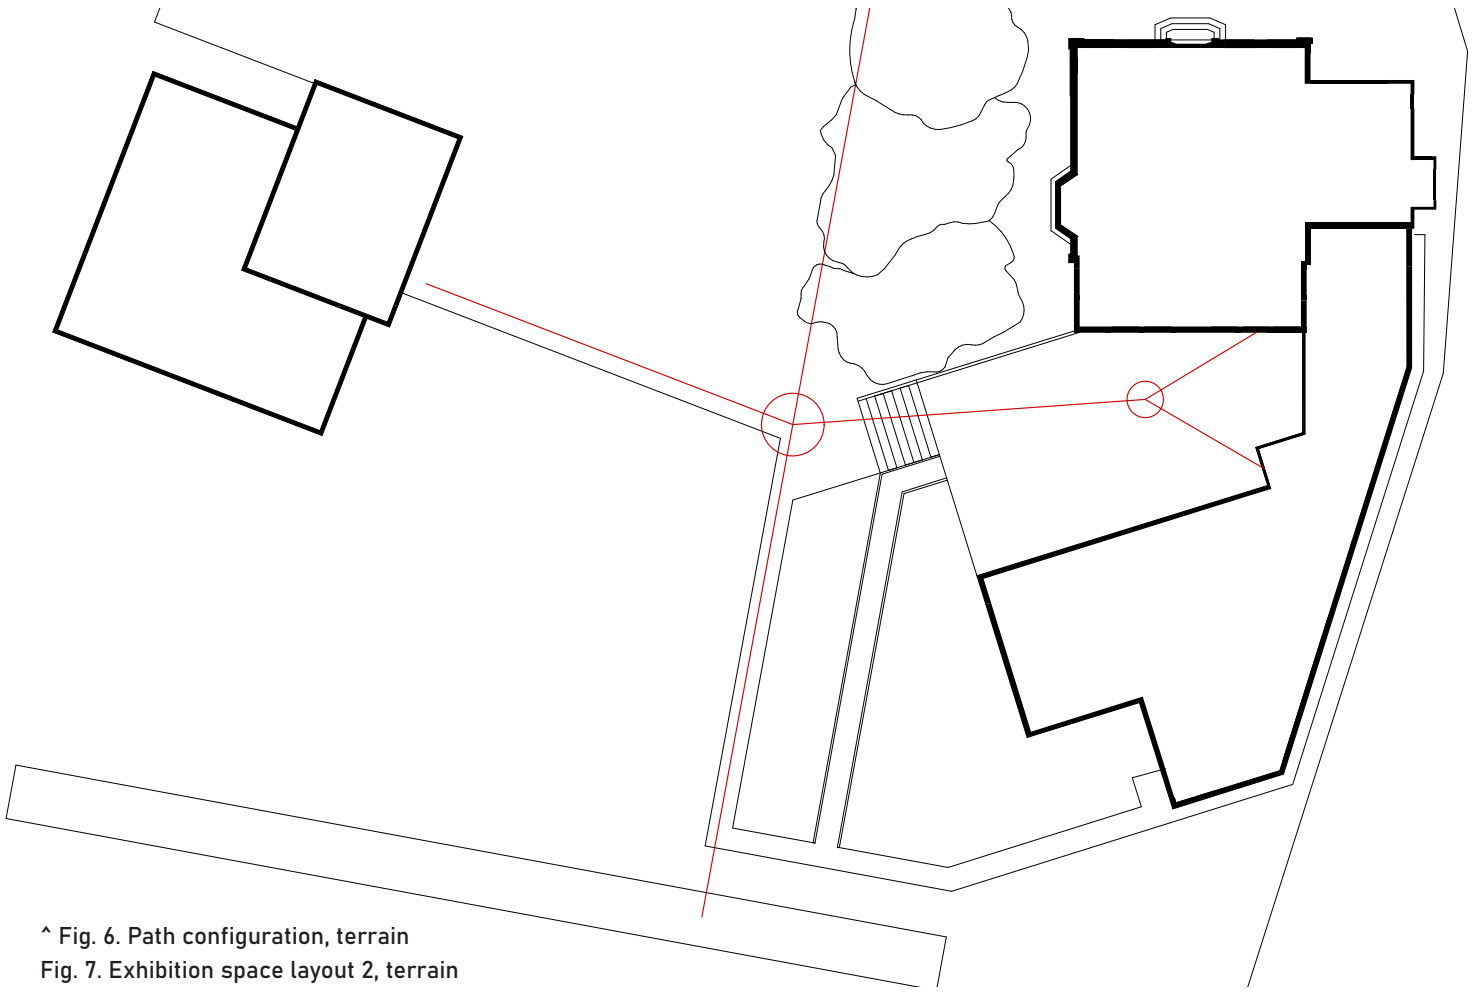 ^ Fig. 6. Path configuration, terrain
Fig. 7. Exhibition space layout 2, terrain